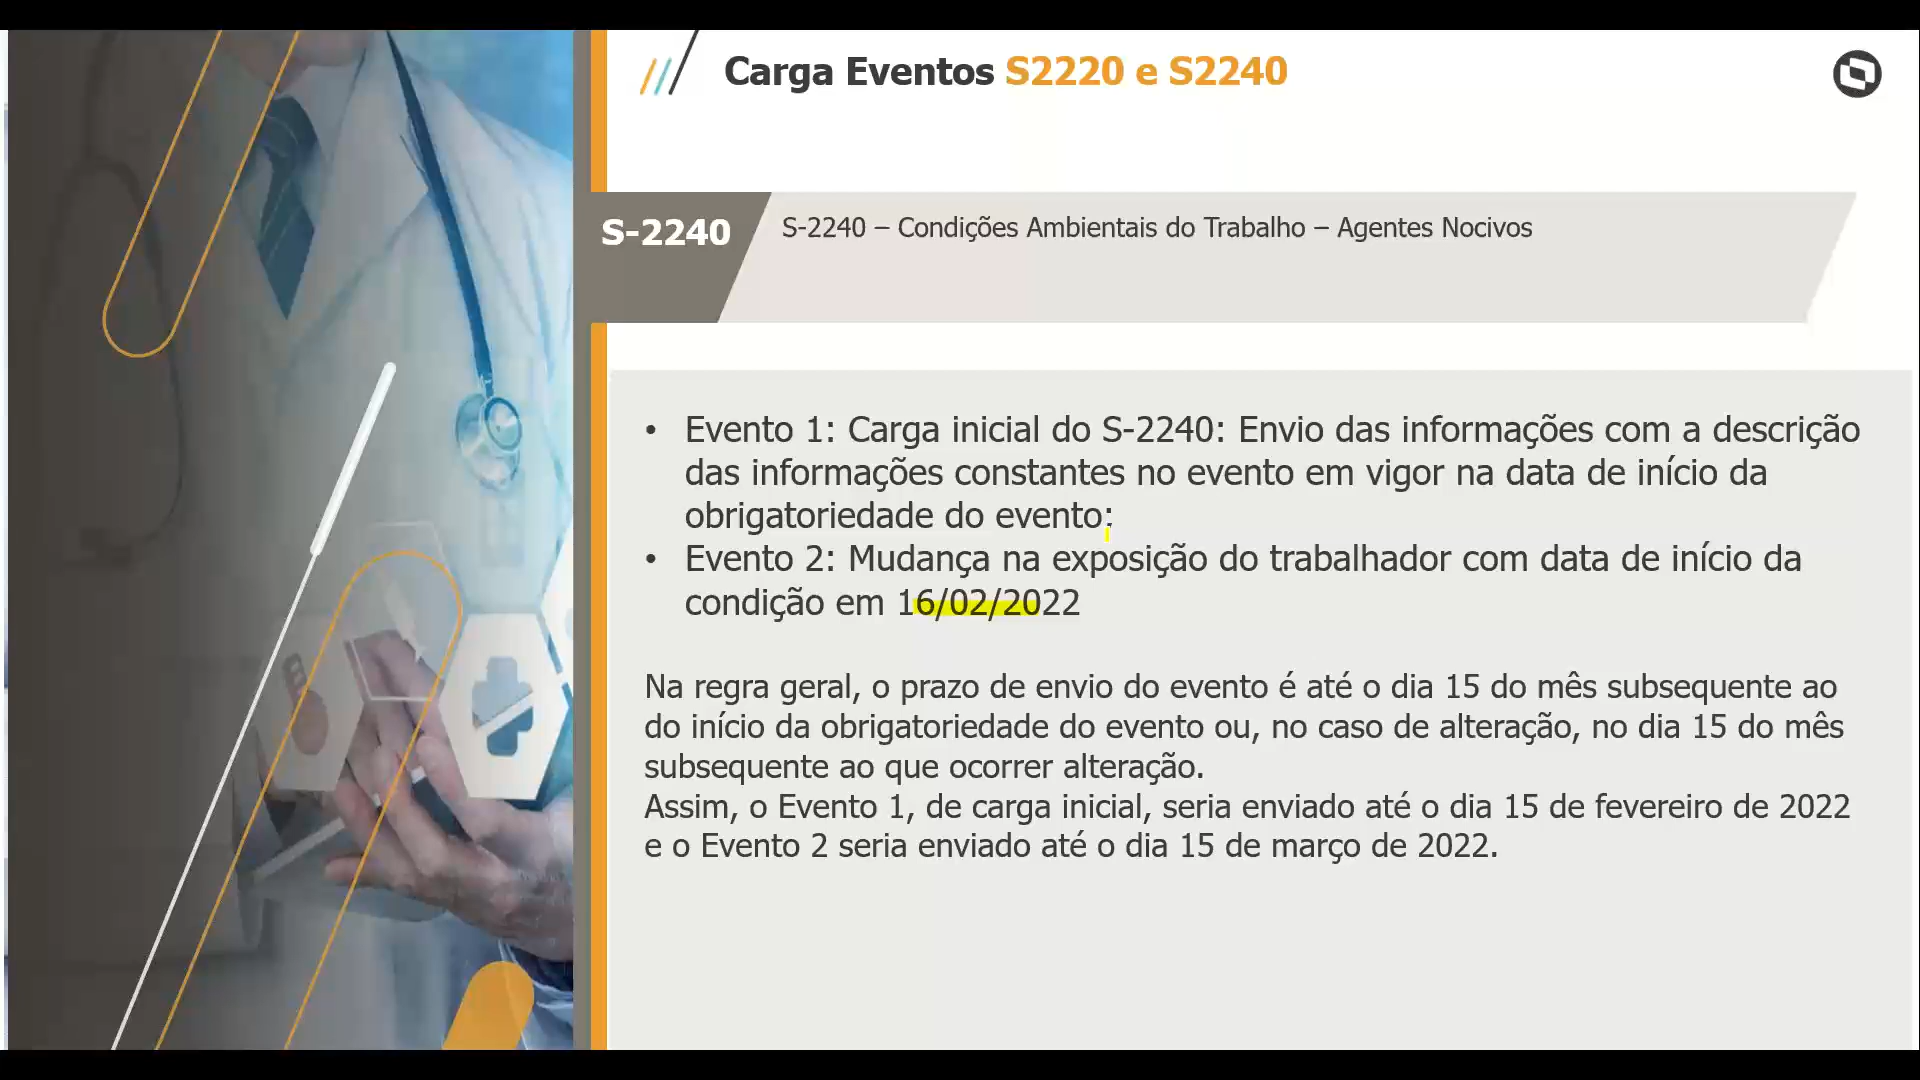 Carga Eventos S2220 e S2240
S-2240
S-2240 – Condições Ambientais do Trabalho – Agentes Nocivos
• Evento 1: Carga inicial do S-2240: Envio das informações com a descrição
das informações constantes no evento em vigor na data de início da
obrigatoriedade do evento;
• Evento 2: Mudança na exposição do trabalhador com data de início da
condição em 16/02/2022
Na regra geral, o prazo de envio do evento é até o dia 15 do mês subsequente ao
do início da obrigatoriedade do evento ou, no caso de alteração, no dia 15 do mês
subsequente ao que ocorrer alteração.
Assim, o Evento 1, de carga inicial, seria enviado até o dia 15 de fevereiro de 2022
e o Evento 2 seria enviado até o dia 15 de março de 2022.